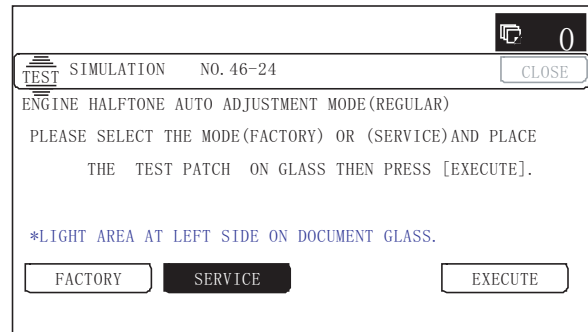 0
TEST SIMULATION NO.46-24 CLOSE
ENGINE HALFTONE AUTO ADJUSTMENT MODE(REGULAR)
PLEASE SELECT THE MODE(FACTORY) OR (SERVICE)AND PLACE
THE TEST PATCH ON GLASS THEN PRESS [EXECUTE].
*LIGHT AREA AT LEFT SIDE ON DOCUMENT GLASS.
FACTORY SERVICE EXECUTE